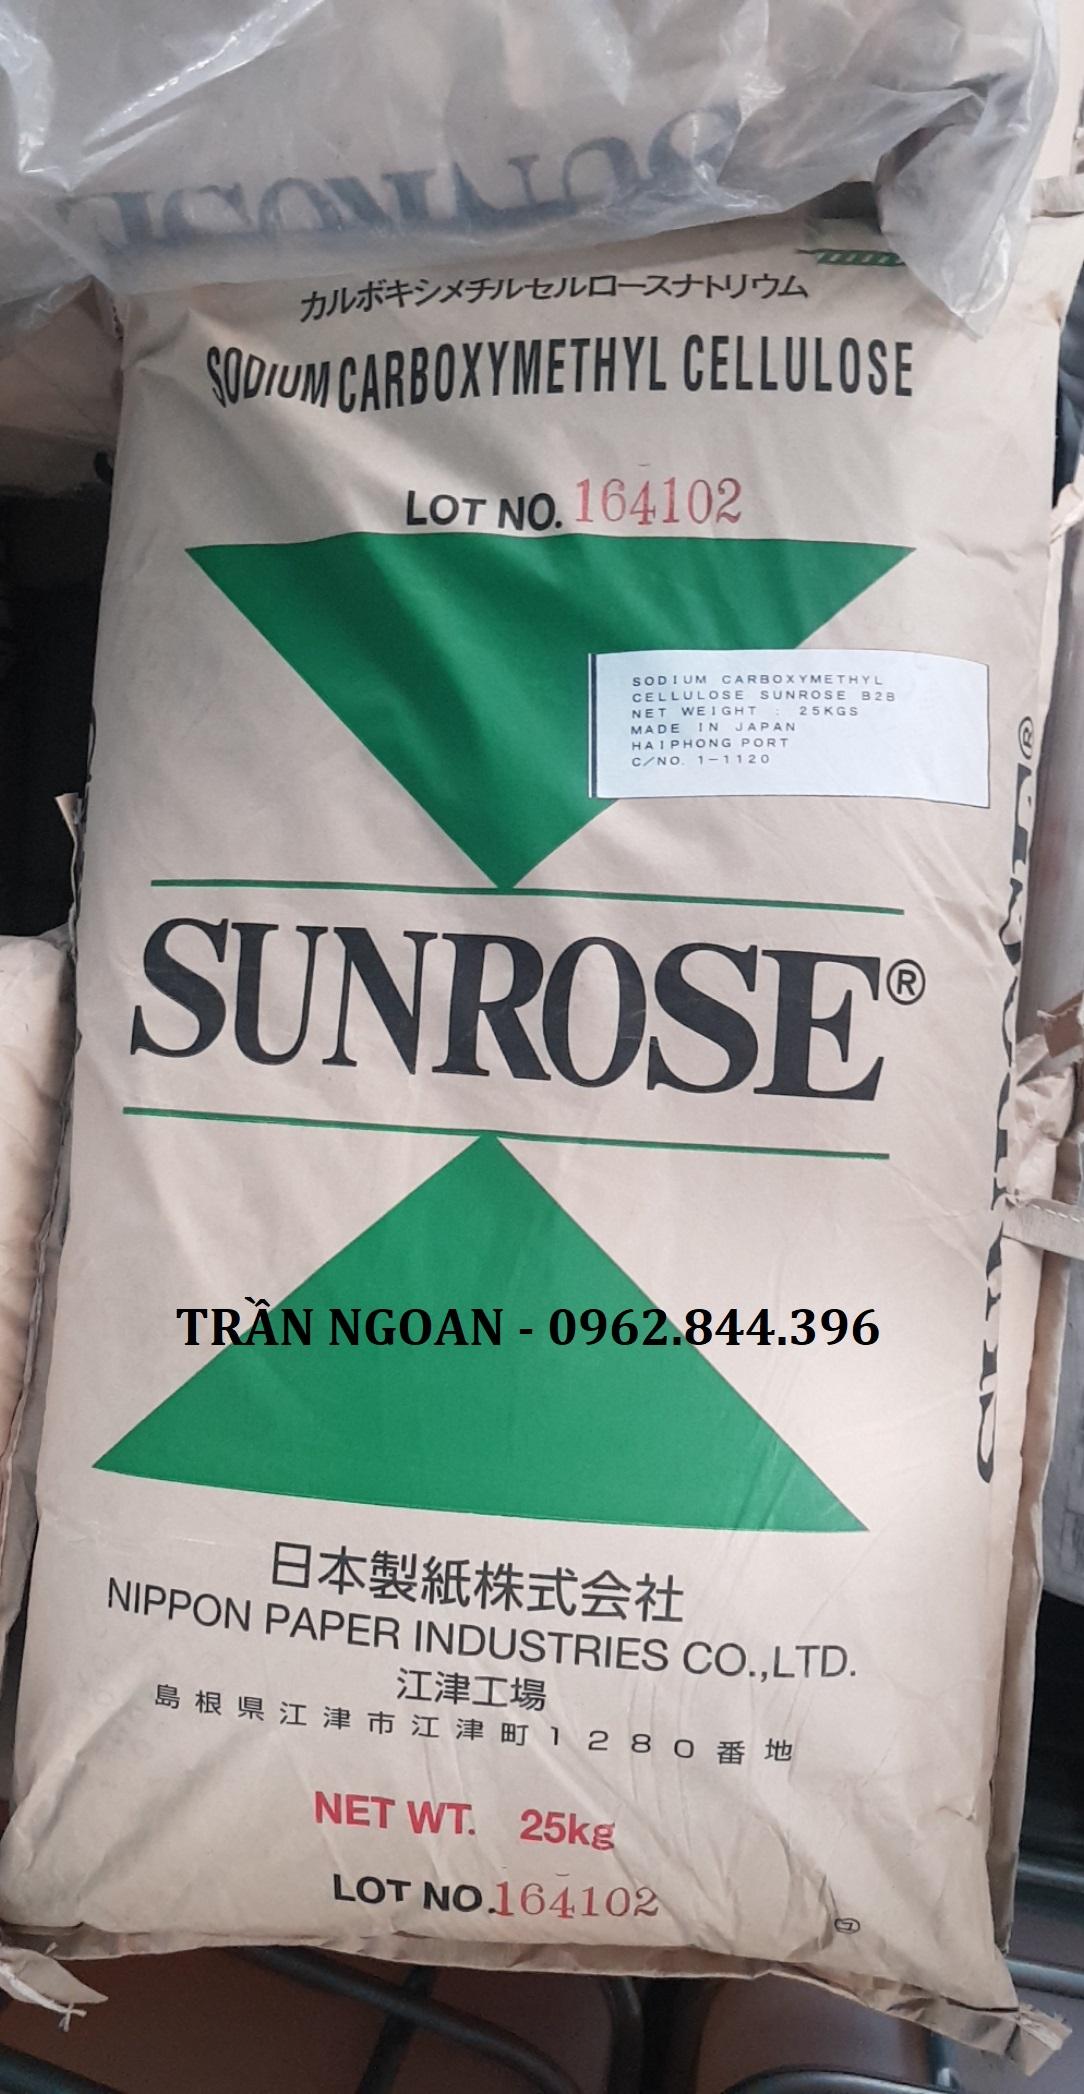 カルボキシメチルセルロースナトリウム
SODIUM CARBOXYMETHYL CELLULOSE
LOT NO. 164102
SODIUM CARBOXYMETHYL
CELLULOSE SUNROSE B2B
NET WEIGHT : 25KGS
MADE IN JAPAN
HAIPHONG PORT
C/NO. 1-1120
SUNROSE®
TRẦN NGOAN - 0962.844.396
日本製紙株式会社
NIPPON PAPER INDUSTRIES CO.,LTD.
江津工場
島根県江津市江津町1280番地
NET WT. 25kg
LOT NO. 164102